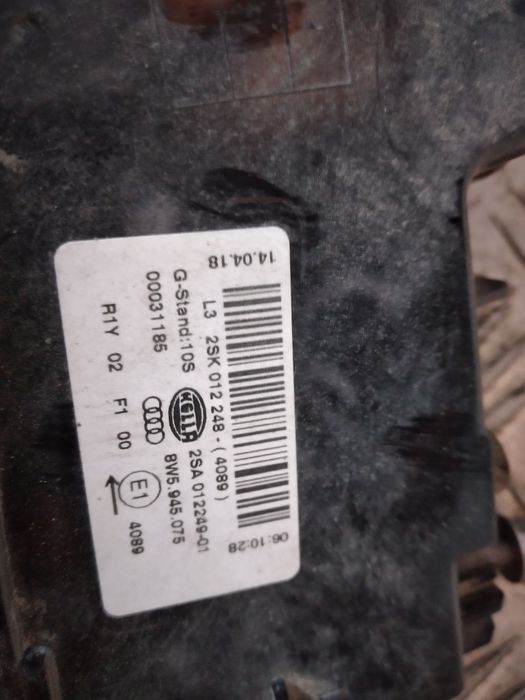 14.04.18 06:10:28
L3 2SK 012 248 - (4089)
G-Stand:10S HELLA 2SA 012249-01
00031185 8W5.945.075
R1Y 02 F1 00 E1 4089